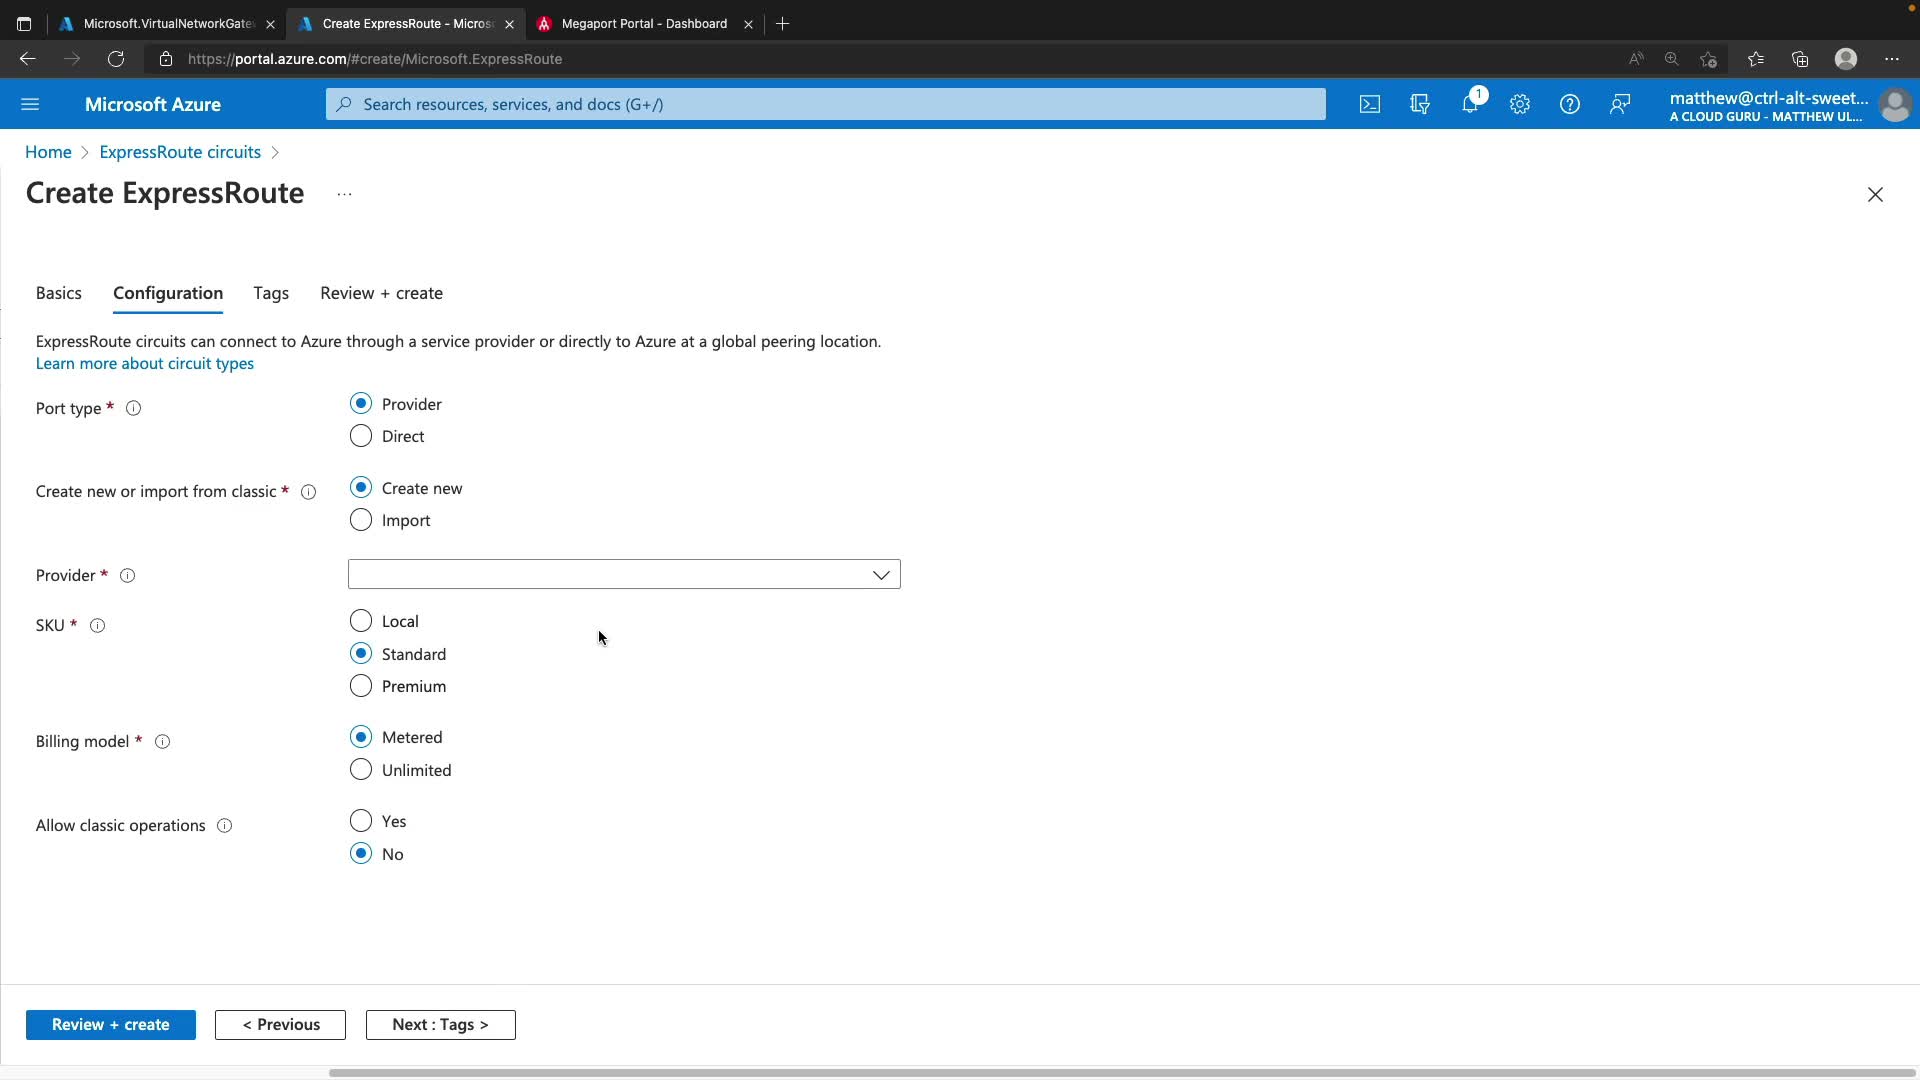 Microsoft.VirtualNetworkGate
Create ExpressRoute - Micros
Megaport Portal - Dashboard
https://portal.azure.com/#create/Microsoft.ExpressRoute
Microsoft Azure
Search resources, services, and docs (G+/)
1
matthew@ctrl-alt-sweet...
A CLOUD GURU - MATTHEW UL...
Home > ExpressRoute circuits >
Create ExpressRoute ...
Basics
Configuration
Tags
Review + create
ExpressRoute circuits can connect to Azure through a service provider or directly to Azure at a global peering location.
Learn more about circuit types
Port type *
Provider
Direct
Create new or import from classic *
Create new
Import
Provider *
SKU *
Local
Standard
Premium
Billing model *
Metered
Unlimited
Allow classic operations
Yes
No
Review + create
< Previous
Next : Tags >